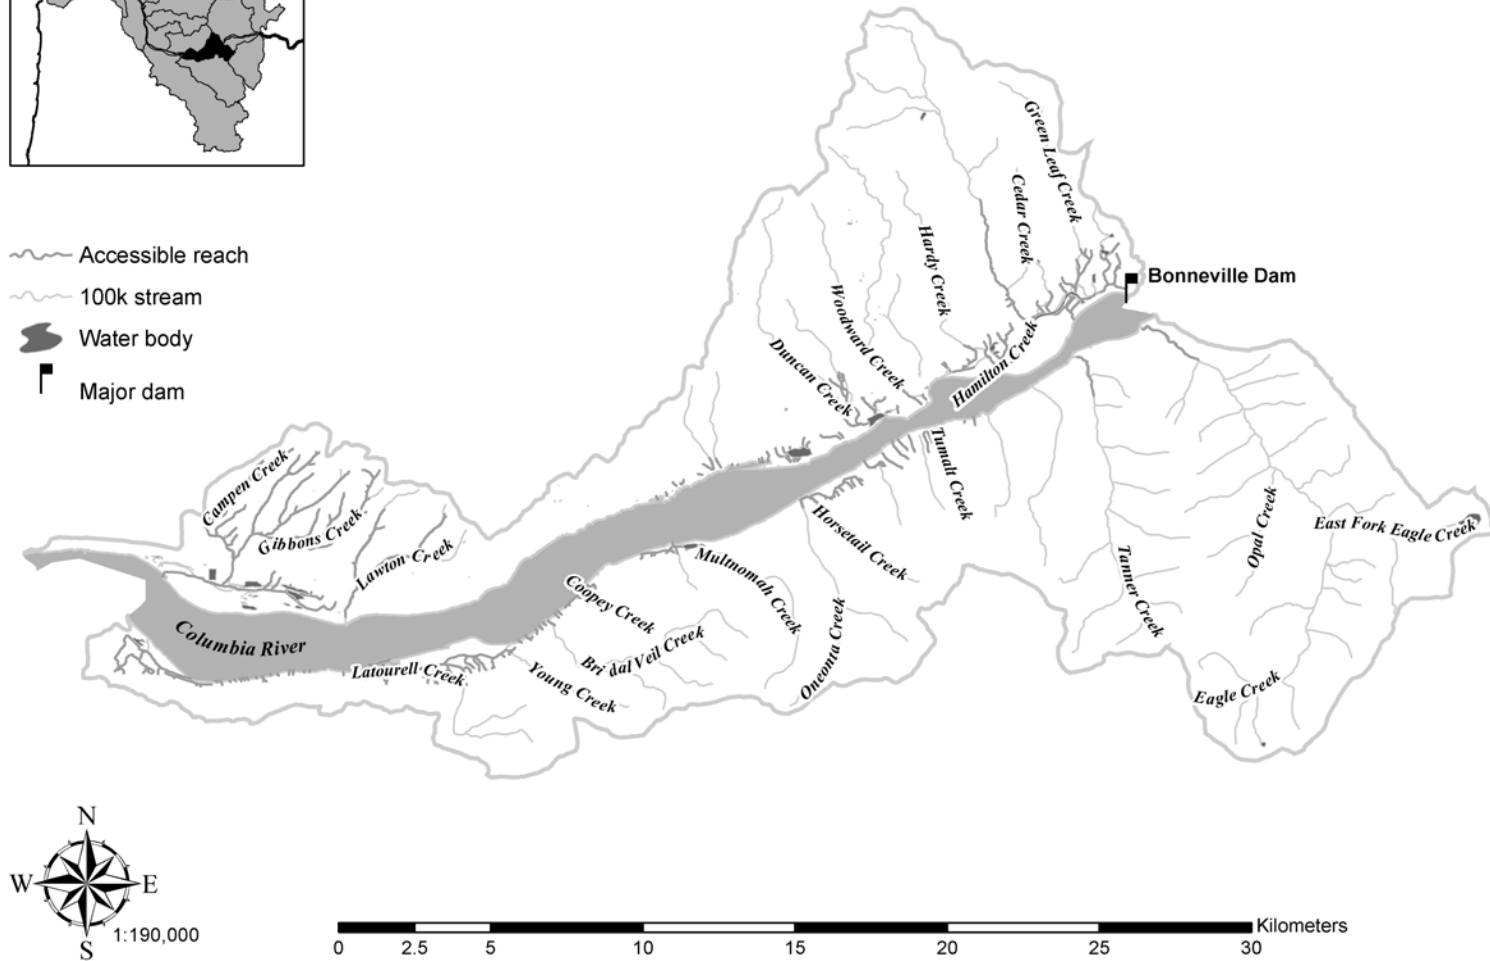 Accessible reach
100k stream
Water body
Major dam
Green Leaf Creek
Cedar Creek
Hardy Creek
Bonneville Dam
Woodward Creek
Hamilton Creek
Duncan Creek
Tumalt Creek
Campen Creek
Gibbons Creek
Lawton Creek
Horsetail Creek
Opal Creek
East Fork Eagle Creek
Multnomah Creek
Tanner Creek
Coopey Creek
Columbia River
Bri dal Veil Creek
Oneonta Creek
Latourell Creek
Young Creek
Eagle Creek
N
W E
S
1:190,000
Kilometers
0 2.5 5 10 15 20 25 30